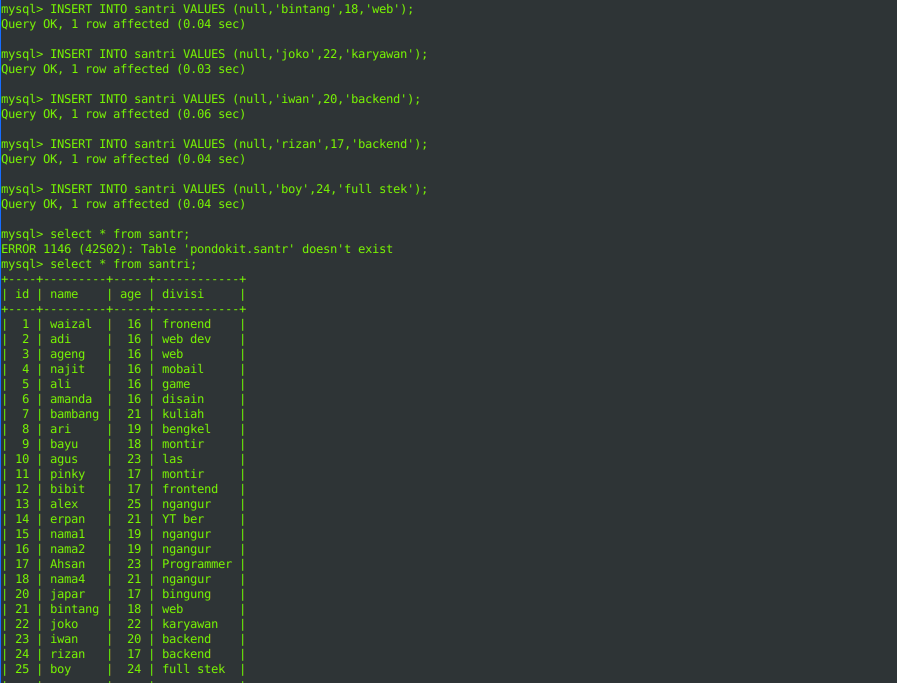 mysql> INSERT INTO santri VALUES (null,'bintang',18,'web');
Query OK, 1 row affected (0.04 sec)
mysql> INSERT INTO santri VALUES (null,'joko',22,'karyawan');
Query OK, 1 row affected (0.03 sec)
mysql> INSERT INTO santri VALUES (null,'iwan',20,'backend');
Query OK, 1 row affected (0.06 sec)
mysql> INSERT INTO santri VALUES (null,'rizan',17,'backend');
Query OK, 1 row affected (0.04 sec)
mysql> INSERT INTO santri VALUES (null,'boy',24,'full stek');
Query OK, 1 row affected (0.04 sec)
mysql> select * from santr;
ERROR 1146 (42S02): Table 'pondokit.santr' doesn't exist
mysql> select * from santri;
+----+---------+-----+------------+
| id | name    | age | divisi     |
+----+---------+-----+------------+
|  1 | waizal  |  16 | fronend    |
|  2 | adi     |  16 | web dev    |
|  3 | ageng   |  16 | web        |
|  4 | najit   |  16 | mobail     |
|  5 | ali     |  16 | game       |
|  6 | amanda  |  16 | disain     |
|  7 | bambang |  21 | kuliah     |
|  8 | ari     |  19 | bengkel    |
|  9 | bayu    |  18 | montir     |
| 10 | agus    |  23 | las        |
| 11 | pinky   |  17 | montir     |
| 12 | bibit   |  17 | frontend   |
| 13 | alex    |  25 | ngangur    |
| 14 | erpan   |  21 | YT ber     |
| 15 | nama1   |  19 | ngangur    |
| 16 | nama2   |  19 | ngangur    |
| 17 | Ahsan   |  23 | Programmer |
| 18 | nama4   |  21 | ngangur    |
| 20 | japar   |  17 | bingung    |
| 21 | bintang |  18 | web        |
| 22 | joko    |  22 | karyawan   |
| 23 | iwan    |  20 | backend    |
| 24 | rizan   |  17 | backend    |
| 25 | boy     |  24 | full stek  |